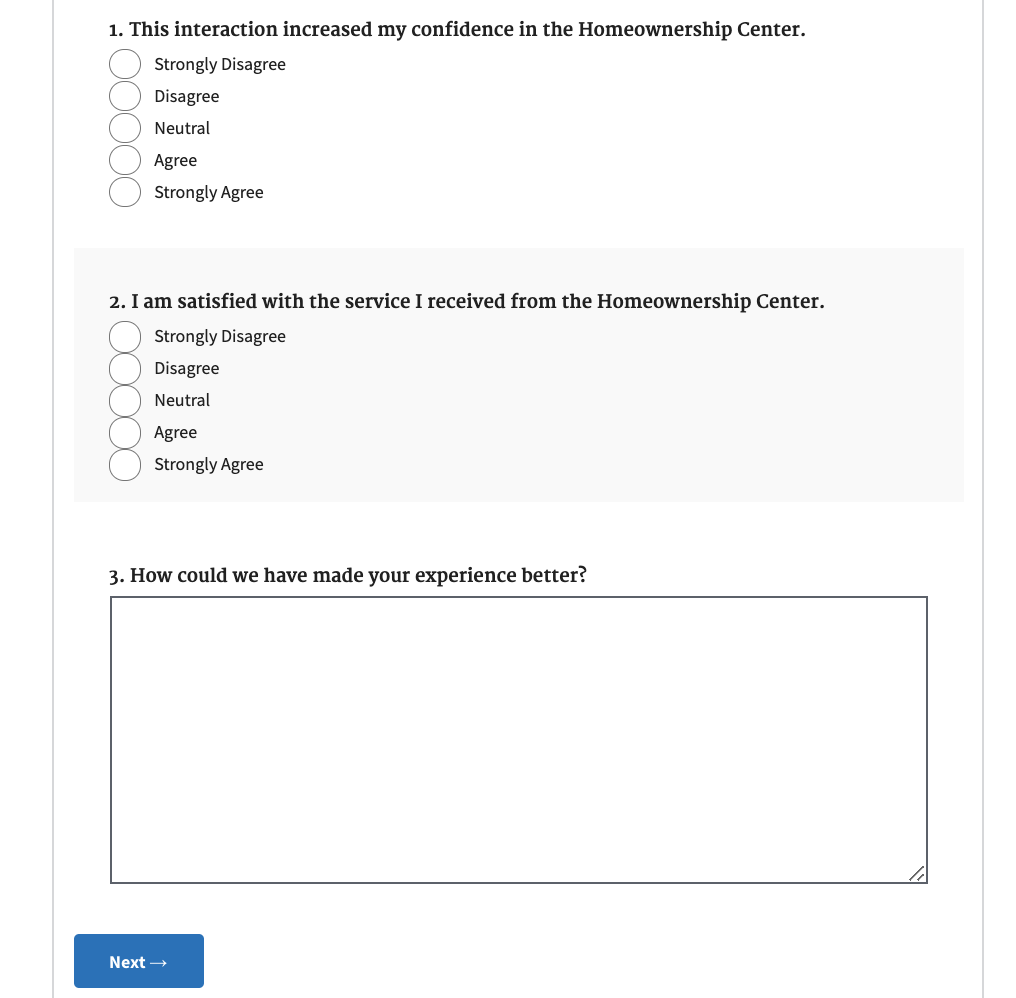 1. This interaction increased my confidence in the Homeownership Center.
Strongly Disagree
Disagree
Neutral
Agree
Strongly Agree
2. I am satisfied with the service I received from the Homeownership Center.
Strongly Disagree
Disagree
Neutral
Agree
Strongly Agree
3. How could we have made your experience better?
Next →